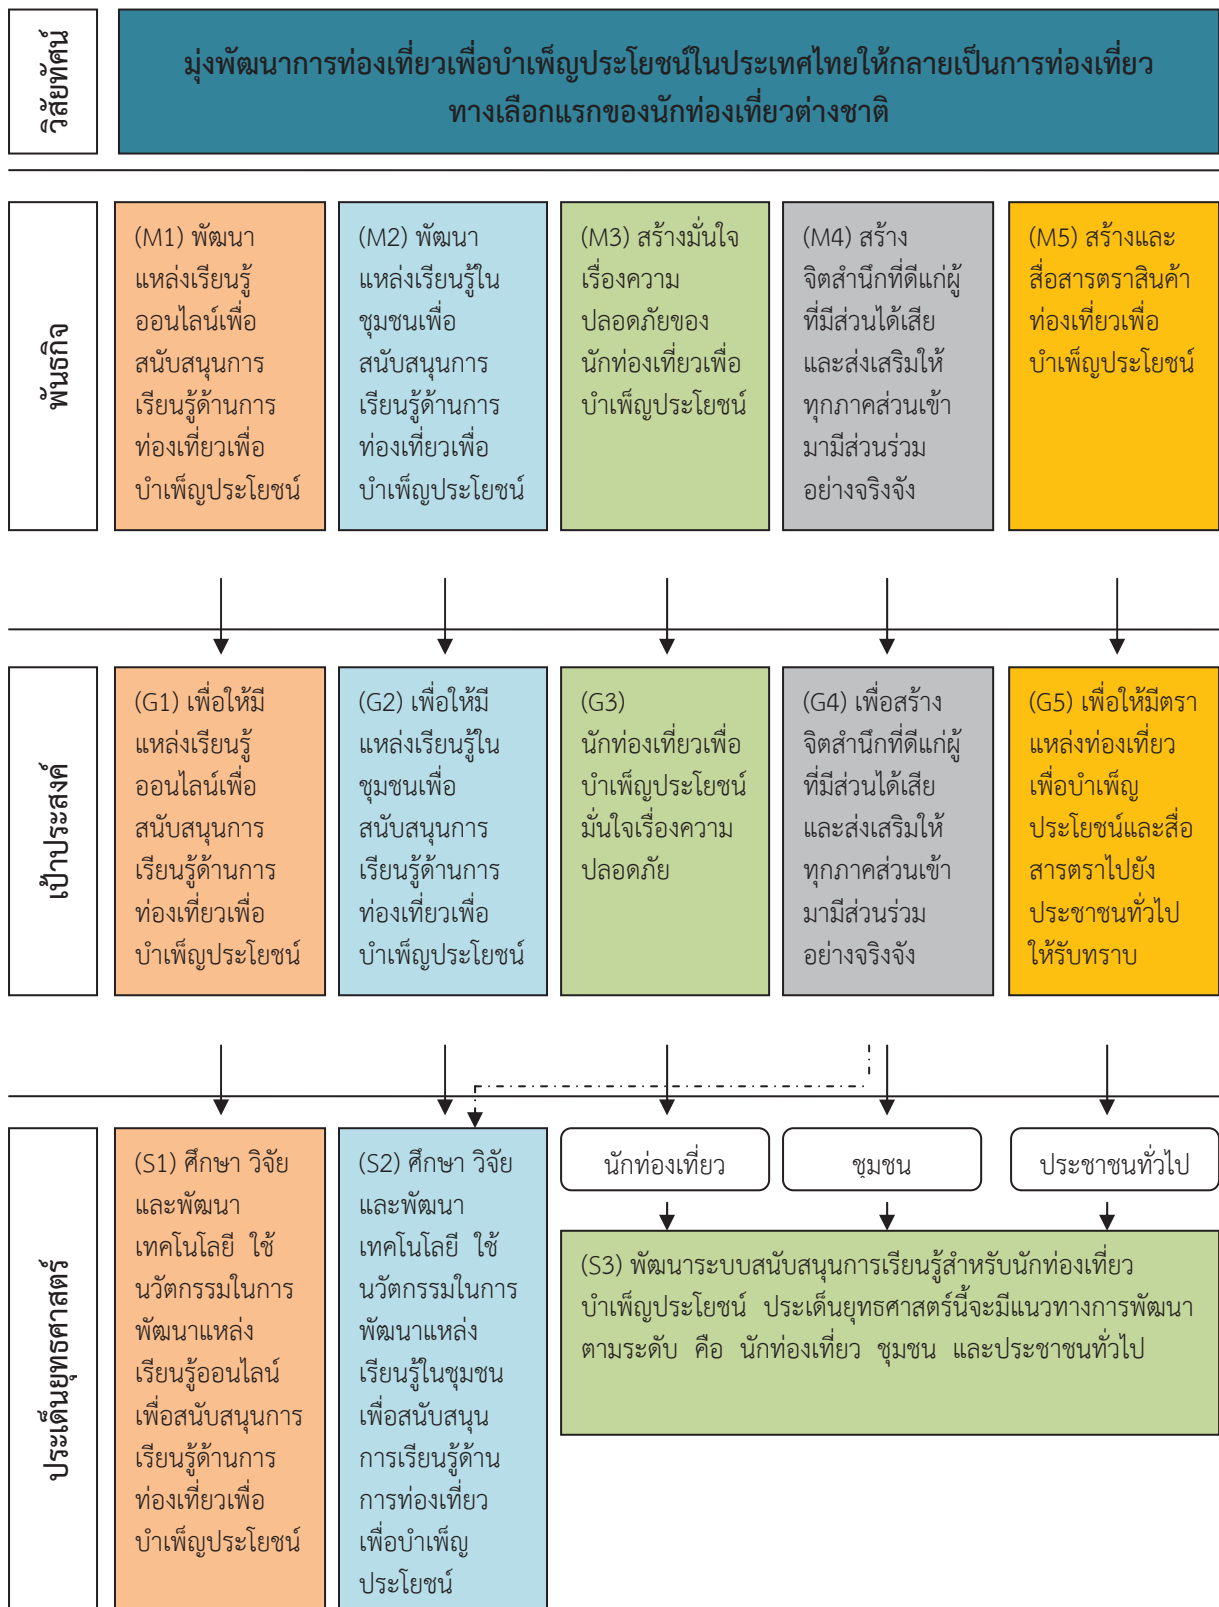 วิสัยทัศน์
มุ่งพัฒนาการท่องเที่ยวเพื่อบำเพ็ญประโยชน์ในประเทศไทยให้กลายเป็นการท่องเที่ยว
ทางเลือกแรกของนักท่องเที่ยวต่างชาติ
พันธกิจ
(M1) พัฒนา
แหล่งเรียนรู้
ออนไลน์เพื่อ
สนับสนุนการ
เรียนรู้ด้านการ
ท่องเที่ยวเพื่อ
บำเพ็ญประโยชน์
(M2) พัฒนา
แหล่งเรียนรู้ใน
ชุมชนเพื่อ
สนับสนุนการ
เรียนรู้ด้านการ
ท่องเที่ยวเพื่อ
บำเพ็ญประโยชน์
(M3) สร้างมั่นใจ
เรื่องความ
ปลอดภัยของ
นักท่องเที่ยวเพื่อ
บำเพ็ญประโยชน์
(M4) สร้าง
จิตสำนึกที่ดีแก่ผู้
ที่มีส่วนได้เสีย
และส่งเสริมให้
ทุกภาคส่วนเข้า
มามีส่วนร่วม
อย่างจริงจัง
(M5) สร้างและ
สื่อสารตราสินค้า
ท่องเที่ยวเพื่อ
บำเพ็ญประโยชน์
เป้าประสงค์
(G1) เพื่อให้มี
แหล่งเรียนรู้
ออนไลน์เพื่อ
สนับสนุนการ
เรียนรู้ด้านการ
ท่องเที่ยวเพื่อ
บำเพ็ญประโยชน์
(G2) เพื่อให้มี
แหล่งเรียนรู้ใน
ชุมชนเพื่อ
สนับสนุนการ
เรียนรู้ด้านการ
ท่องเที่ยวเพื่อ
บำเพ็ญประโยชน์
(G3)
นักท่องเที่ยวเพื่อ
บำเพ็ญประโยชน์
มั่นใจเรื่องความ
ปลอดภัย
(G4) เพื่อสร้าง
จิตสำนึกที่ดีแก่ผู้
ที่มีส่วนได้เสีย
และส่งเสริมให้
ทุกภาคส่วนเข้า
มามีส่วนร่วม
อย่างจริงจัง
(G5) เพื่อให้มีตรา
แหล่งท่องเที่ยว
เพื่อบำเพ็ญ
ประโยชน์และสื่อ
สารตราไปยัง
ประชาชนทั่วไป
ให้รับทราบ
ประเด็นยุทธศาสตร์
(S1) ศึกษา วิจัย
และพัฒนา
เทคโนโลยี ใช้
นวัตกรรมในการ
พัฒนาแหล่ง
เรียนรู้ออนไลน์
เพื่อสนับสนุนการ
เรียนรู้ด้านการ
ท่องเที่ยวเพื่อ
บำเพ็ญประโยชน์
(S2) ศึกษา วิจัย
และพัฒนา
เทคโนโลยี ใช้
นวัตกรรมในการ
พัฒนาแหล่ง
เรียนรู้ในชุมชน
เพื่อสนับสนุน
การเรียนรู้ด้าน
การท่องเที่ยว
เพื่อบำเพ็ญ
ประโยชน์
นักท่องเที่ยว
ชุมชน
ประชาชนทั่วไป
(S3) พัฒนาระบบสนับสนุนการเรียนรู้สำหรับนักท่องเที่ยว
บำเพ็ญประโยชน์ ประเด็นยุทธศาสตร์นี้จะมีแนวทางการพัฒนา
ตามระดับ คือ นักท่องเที่ยว ชุมชน และประชาชนทั่วไป